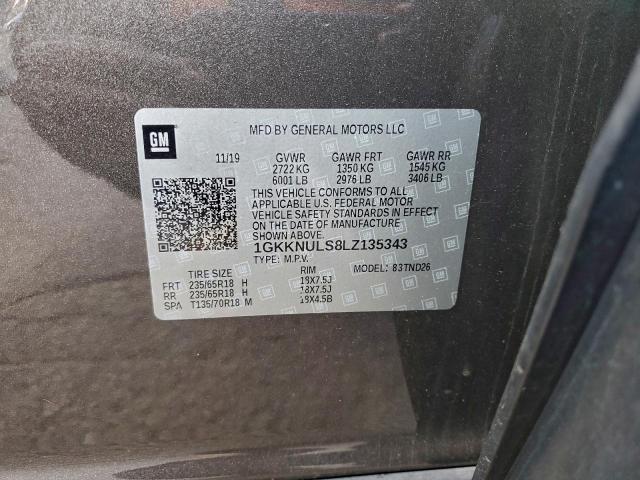 GM
MFD BY GENERAL MOTORS LLC
11/19 GVWR GAWR FRT GAWR RR
2722 KG 1350 KG 1545 KG
6001 LB 2976 LB 3406 LB
THIS VEHICLE CONFORMS TO ALL
APPLICABLE U.S. FEDERAL MOTOR
VEHICLE SAFETY STANDARDS IN EFFECT
ON THE DATE OF MANUFACTURE
SHOWN ABOVE.
1GKKNULS8LZ135343
TYPE: M.P.V. MODEL: 83TND26
TIRE SIZE RIM
FRT 235/65R18 H 18X7.5J
RR 235/65R18 H 18X7.5J
SPA T135/70R18 M 18X4.5B